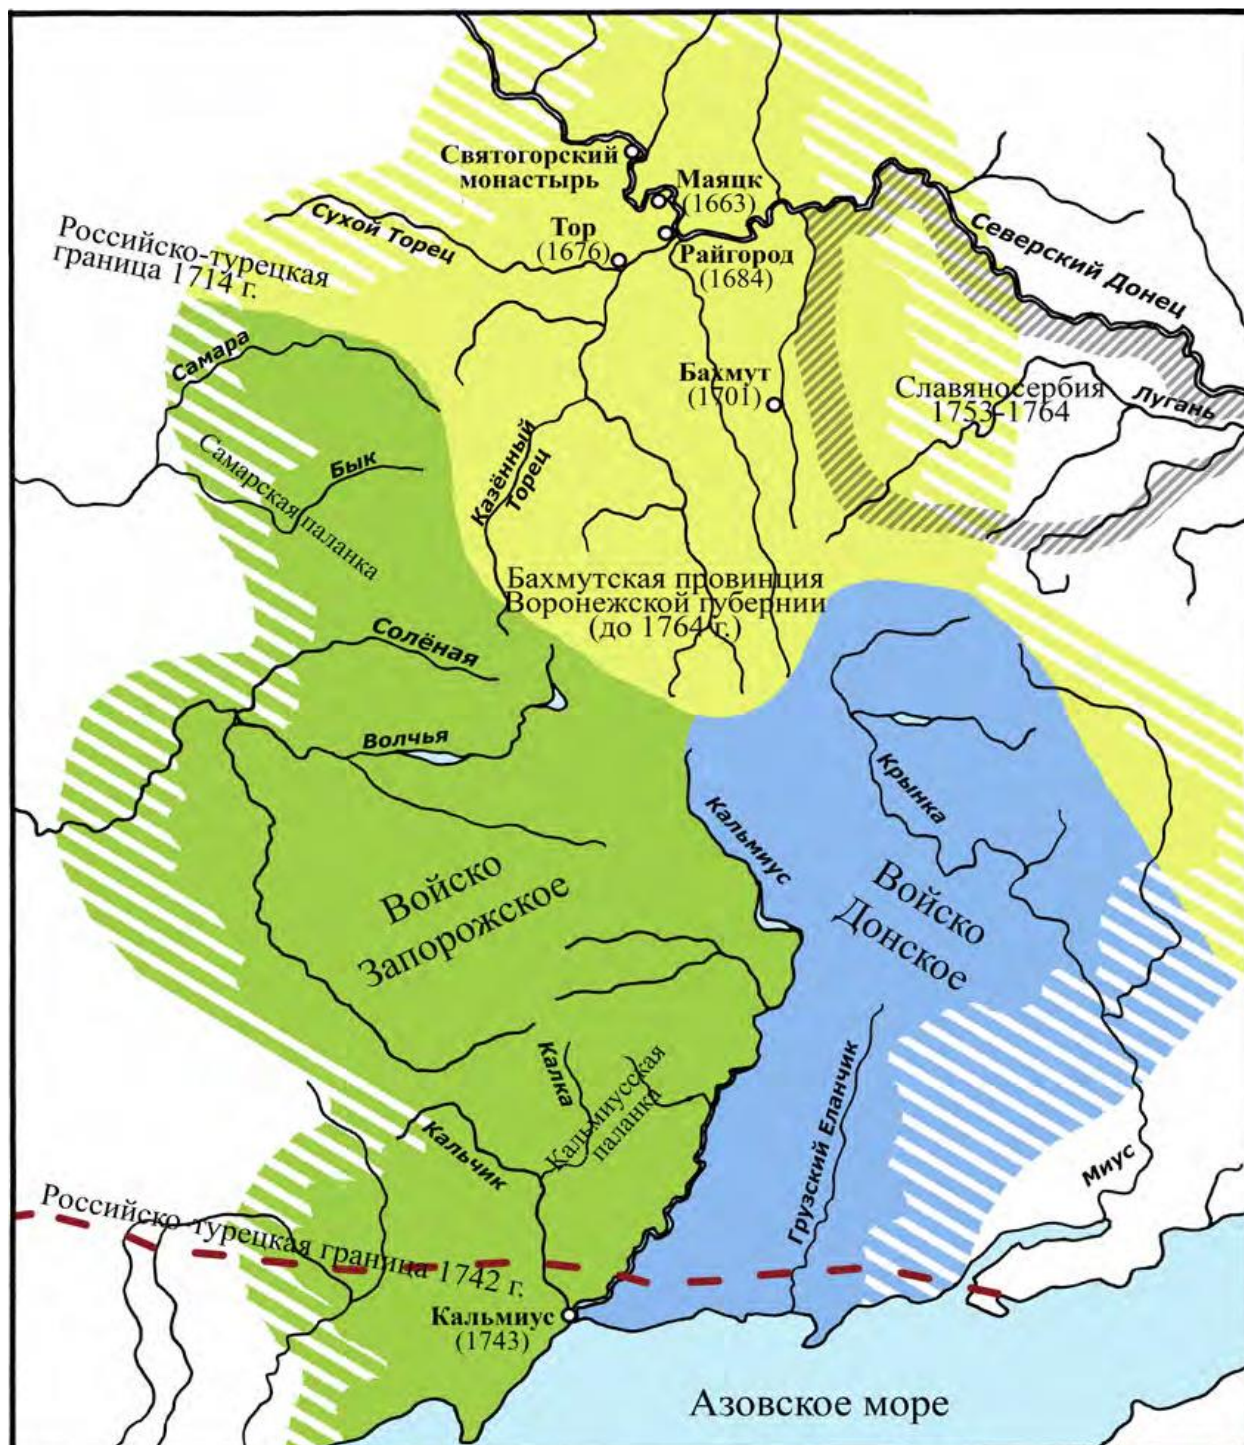 Святогорский
монастырь
Маяцк
(1663)
Сухой Торец
Тор
(1676)
Райгород
(1684)
Северский Донец
Российско-турецкая
граница 1714 г.
Самара
Бахмут
(1701)
Славяносербия
1753-1764
Лугань
Самарская паланка
Бык
Казённый
Торец
Бахмутская провинция
Воронежской губернии
(до 1764 г.)
Солёная
Волчья
Кальмиус
Крынка
Войско
Запорожское
Войско
Донское
Калка
Кальмиусская
паланка
Кальчик
Грузский Еланчик
Миус
Российско-турецкая граница 1742 г.
Кальмиус
(1743)
Азовское море